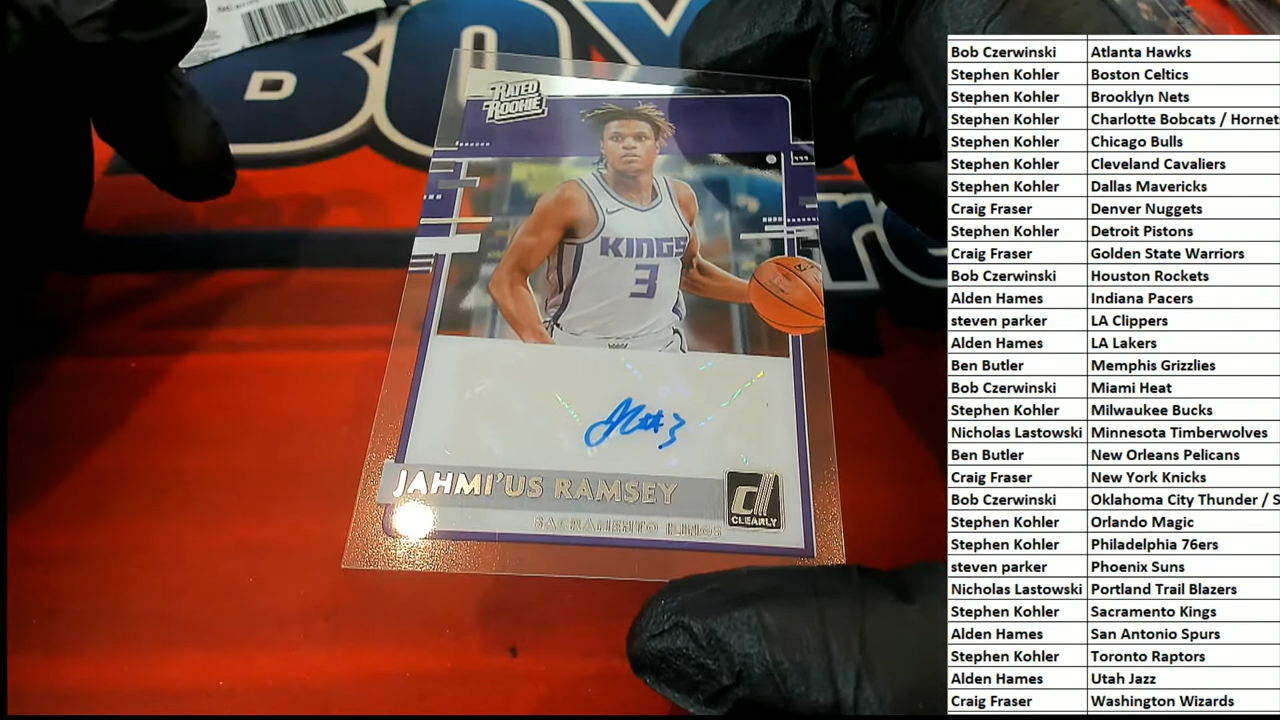 BOX
RATED
ROOKIE
KINGS
3
JR #3
JAHMI'US RAMSEY
SACRAMENTO KINGS
d
CLEARLY
Bob Czerwinski Atlanta Hawks
Stephen Kohler Boston Celtics
Stephen Kohler Brooklyn Nets
Stephen Kohler Charlotte Bobcats / Hornet
Stephen Kohler Chicago Bulls
Stephen Kohler Cleveland Cavaliers
Stephen Kohler Dallas Mavericks
Craig Fraser Denver Nuggets
Stephen Kohler Detroit Pistons
Craig Fraser Golden State Warriors
Bob Czerwinski Houston Rockets
Alden Hames Indiana Pacers
steven parker LA Clippers
Alden Hames LA Lakers
Ben Butler Memphis Grizzlies
Bob Czerwinski Miami Heat
Stephen Kohler Milwaukee Bucks
Nicholas Lastowski Minnesota Timberwolves
Ben Butler New Orleans Pelicans
Craig Fraser New York Knicks
Bob Czerwinski Oklahoma City Thunder / S
Stephen Kohler Orlando Magic
Stephen Kohler Philadelphia 76ers
steven parker Phoenix Suns
Nicholas Lastowski Portland Trail Blazers
Stephen Kohler Sacramento Kings
Alden Hames San Antonio Spurs
Stephen Kohler Toronto Raptors
Alden Hames Utah Jazz
Craig Fraser Washington Wizards